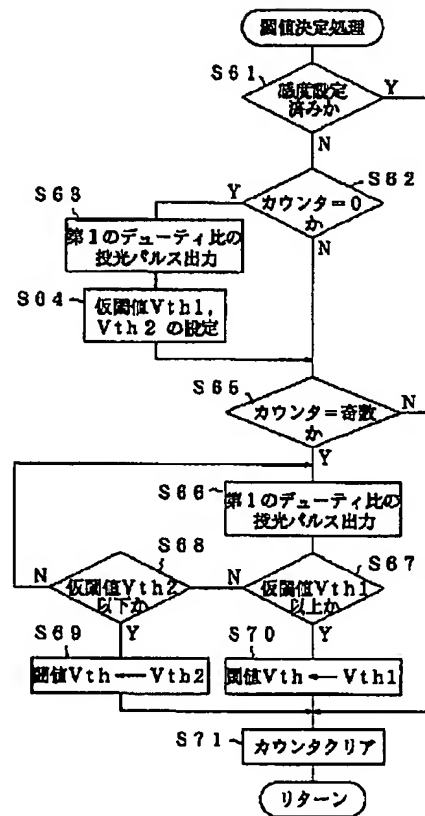 閾値決定処理
S61
感度設定
済みか
Y
N
S62
カウンタ=0
か
Y
N
S63
第1のデューティ比の
投光パルス出力
S64
仮閾値Vth1,
Vth2の設定
S65
カウンタ=奇数
か
N
Y
S66
第1のデューティ比の
投光パルス出力
S68
仮閾値Vth2
以下か
N
Y
S67
仮閾値Vth1
以上か
N
Y
S69
閾値Vth ← Vth2
S70
閾値Vth ← Vth1
S71
カウンタクリア
リターン